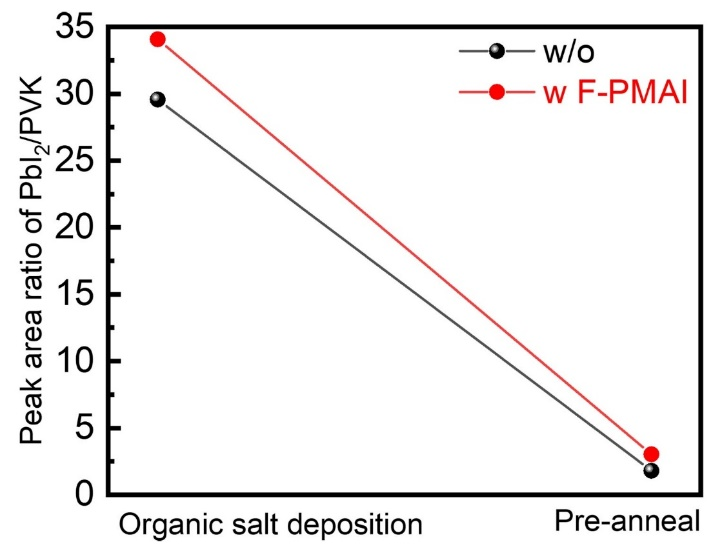 35
30
25
20
15
10
5
0
Peak area ratio of PbI₂/PVK
w/o
w F-PMAI
Organic salt deposition
Pre-anneal